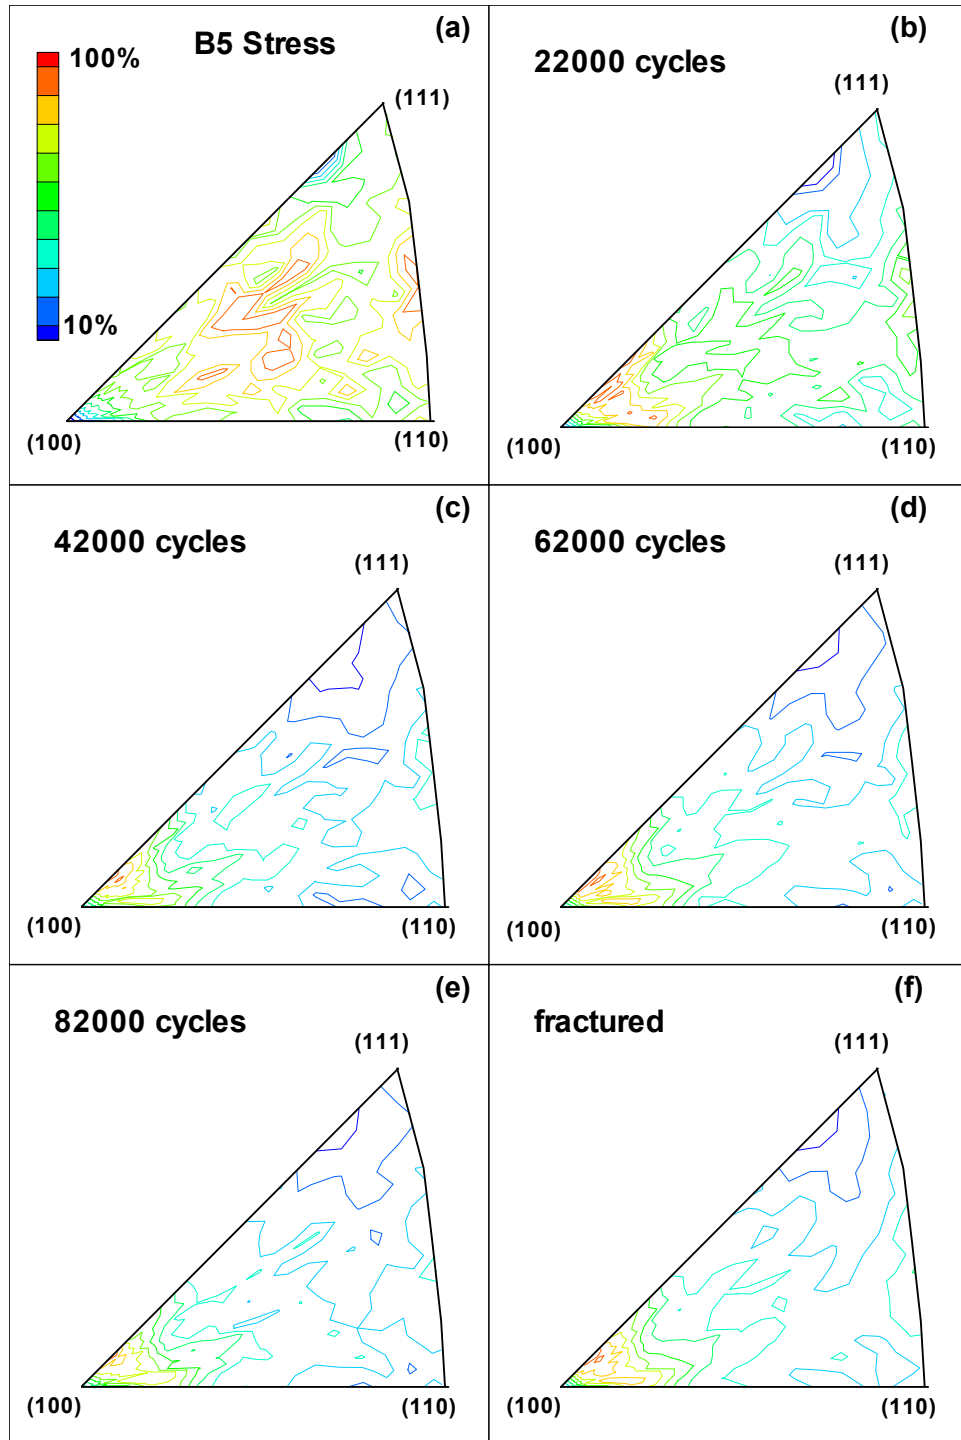 (a)
B5 Stress
100%
(111)
10%
(100)
(110)
(b)
22000 cycles
(111)
(100)
(110)
(c)
42000 cycles
(111)
(100)
(110)
(d)
62000 cycles
(111)
(100)
(110)
(e)
82000 cycles
(111)
(100)
(110)
(f)
fractured
(111)
(100)
(110)